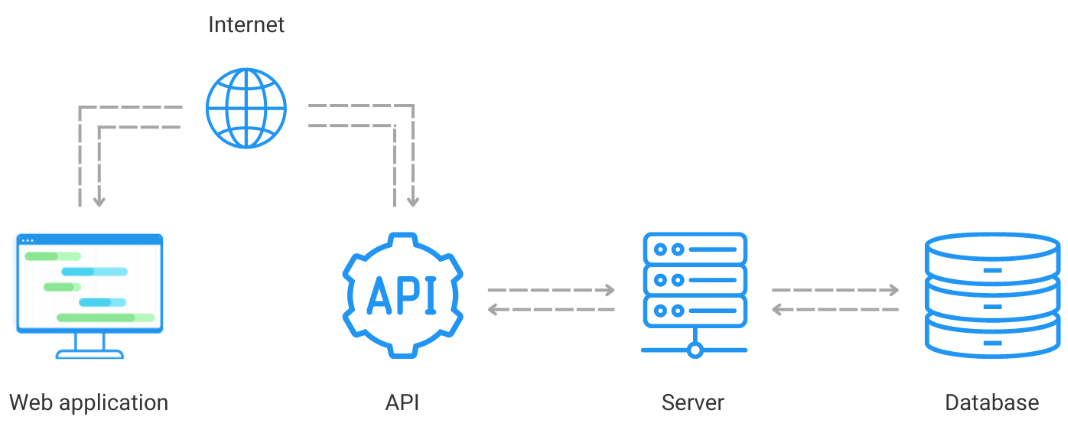 Internet
API
Web application
API
Server
Database